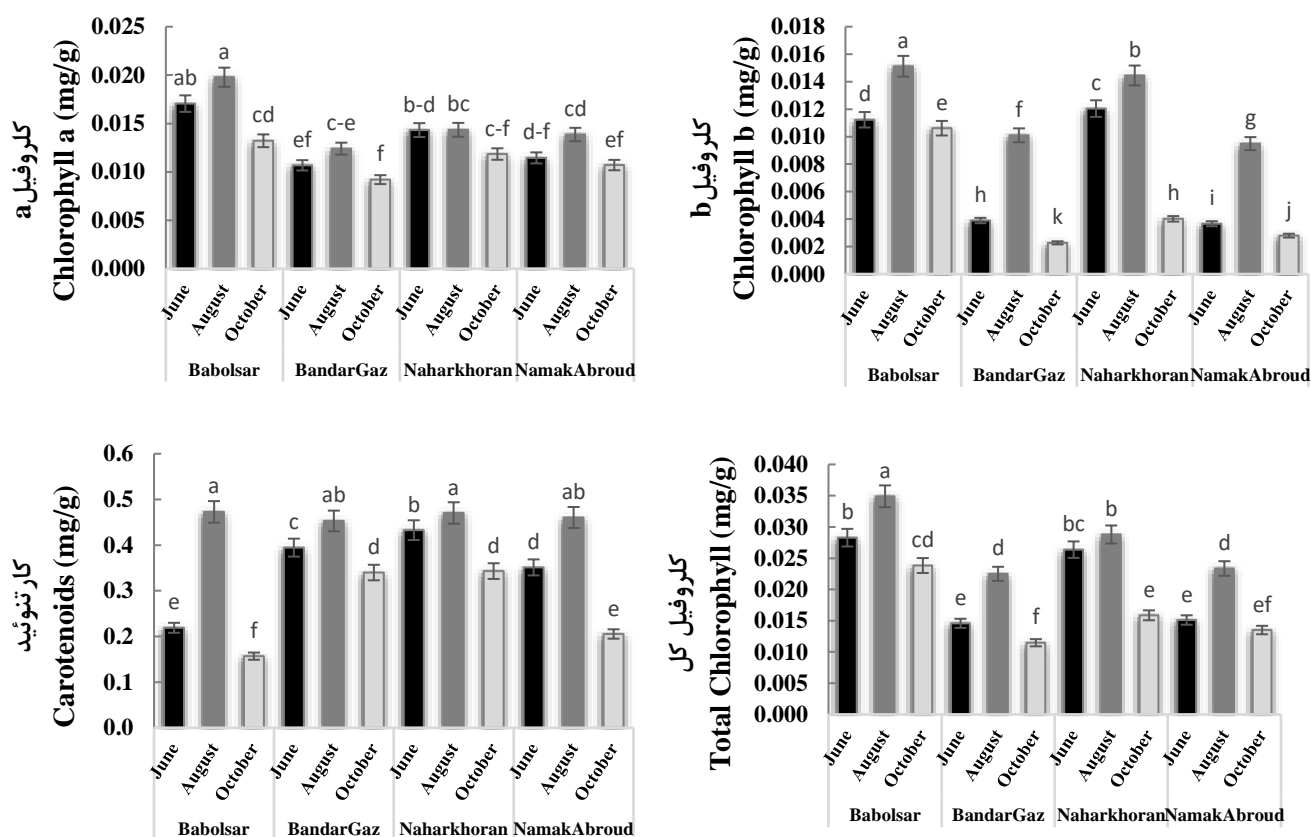 کلروفیل a
Chlorophyll a (mg/g)
0.025
0.020
0.015
0.010
0.005
0.000
ab
a
cd
ef
c-e
f
b-d
bc
c-f
d-f
cd
ef
June
August
October
June
August
October
June
August
October
June
August
October
Babolsar
BandarGaz
Naharkhoran
NamakAbroud
کلروفیل b
Chlorophyll b (mg/g)
0.018
0.016
0.014
0.012
0.010
0.008
0.006
0.004
0.002
0.000
d
a
e
h
f
k
c
b
h
i
g
j
June
August
October
June
August
October
June
August
October
June
August
October
Babolsar
BandarGaz
Naharkhoran
NamakAbroud
کارتنوئید
Carotenoids (mg/g)
0.6
0.5
0.4
0.3
0.2
0.1
0.0
e
a
f
c
ab
d
b
a
d
d
ab
e
June
August
October
June
August
October
June
August
October
June
August
October
Babolsar
BandarGaz
Naharkhoran
NamakAbroud
کلروفیل کل
Total Chlorophyll (mg/g)
0.040
0.035
0.030
0.025
0.020
0.015
0.010
0.005
0.000
b
a
cd
e
d
f
bc
b
e
e
d
ef
June
August
October
June
August
October
June
August
October
June
August
October
Babolsar
BandarGaz
Naharkhoran
NamakAbroud